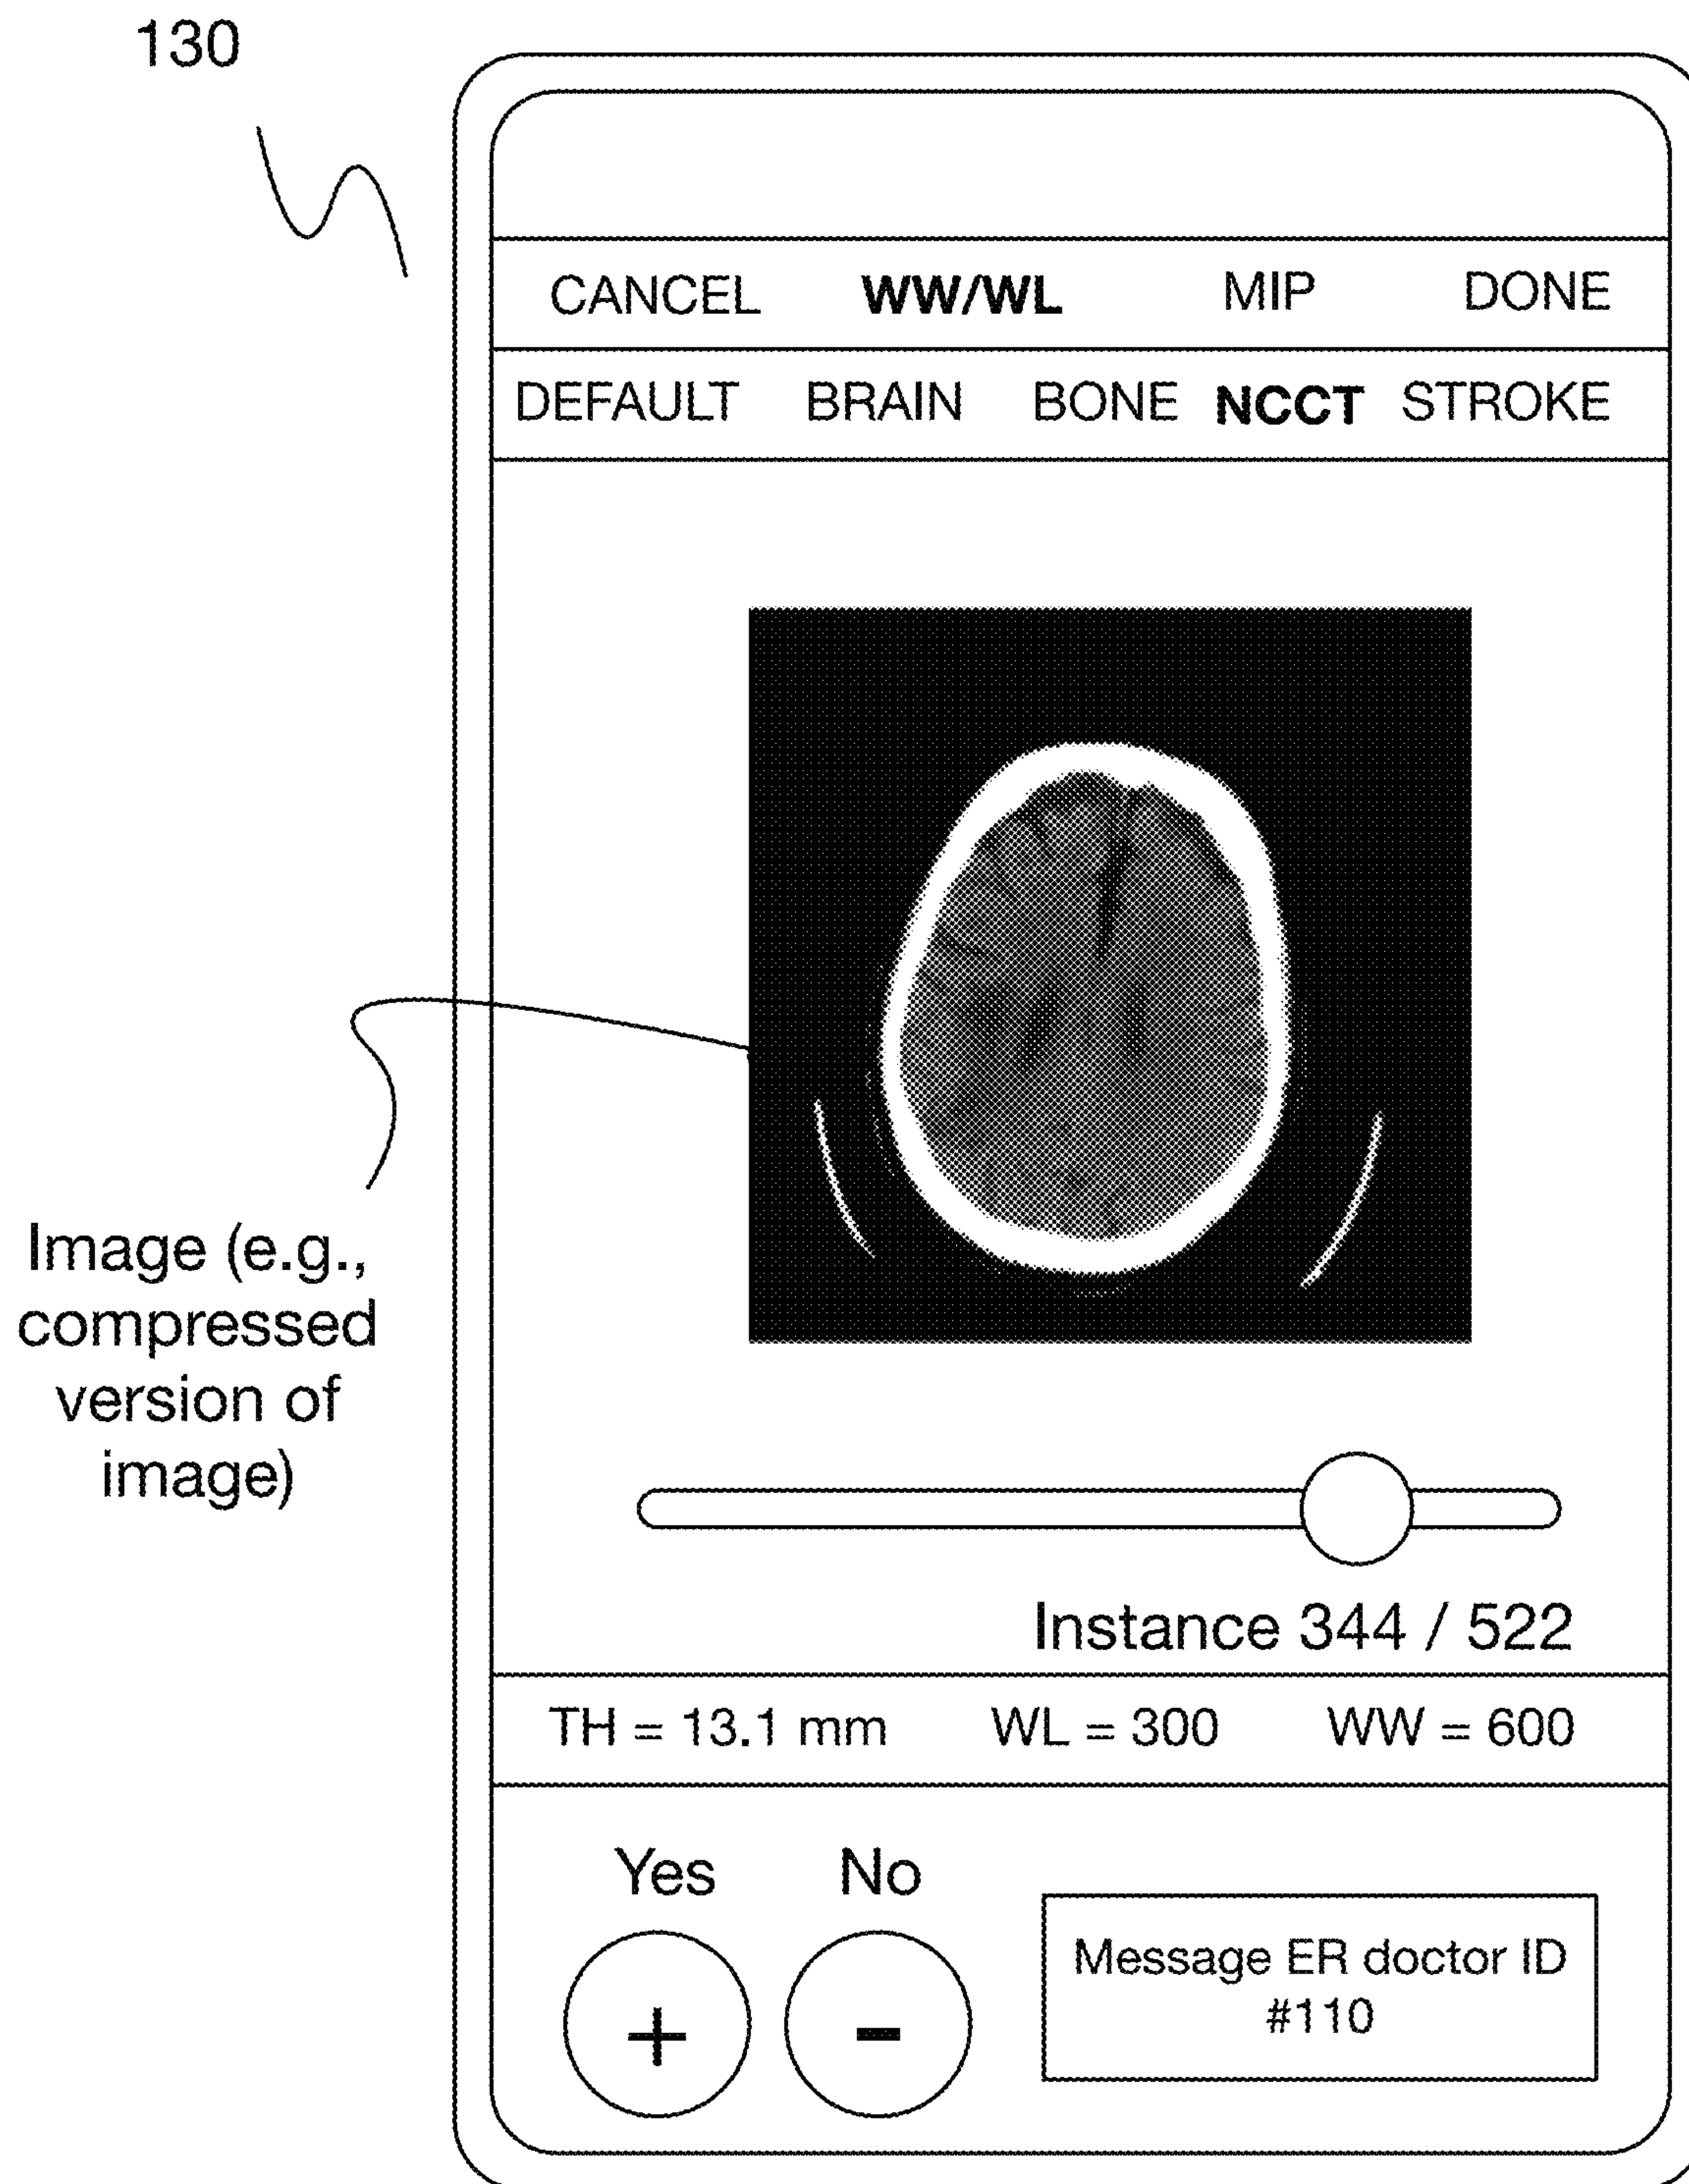 130
CANCEL WW/WL MIP DONE
DEFAULT BRAIN BONE NCCT STROKE
Image (e.g.,
compressed
version of
image)
Instance 344 / 522
TH = 13.1 mm WL = 300 WW = 600
Yes No
+ -
Message ER doctor ID
#110